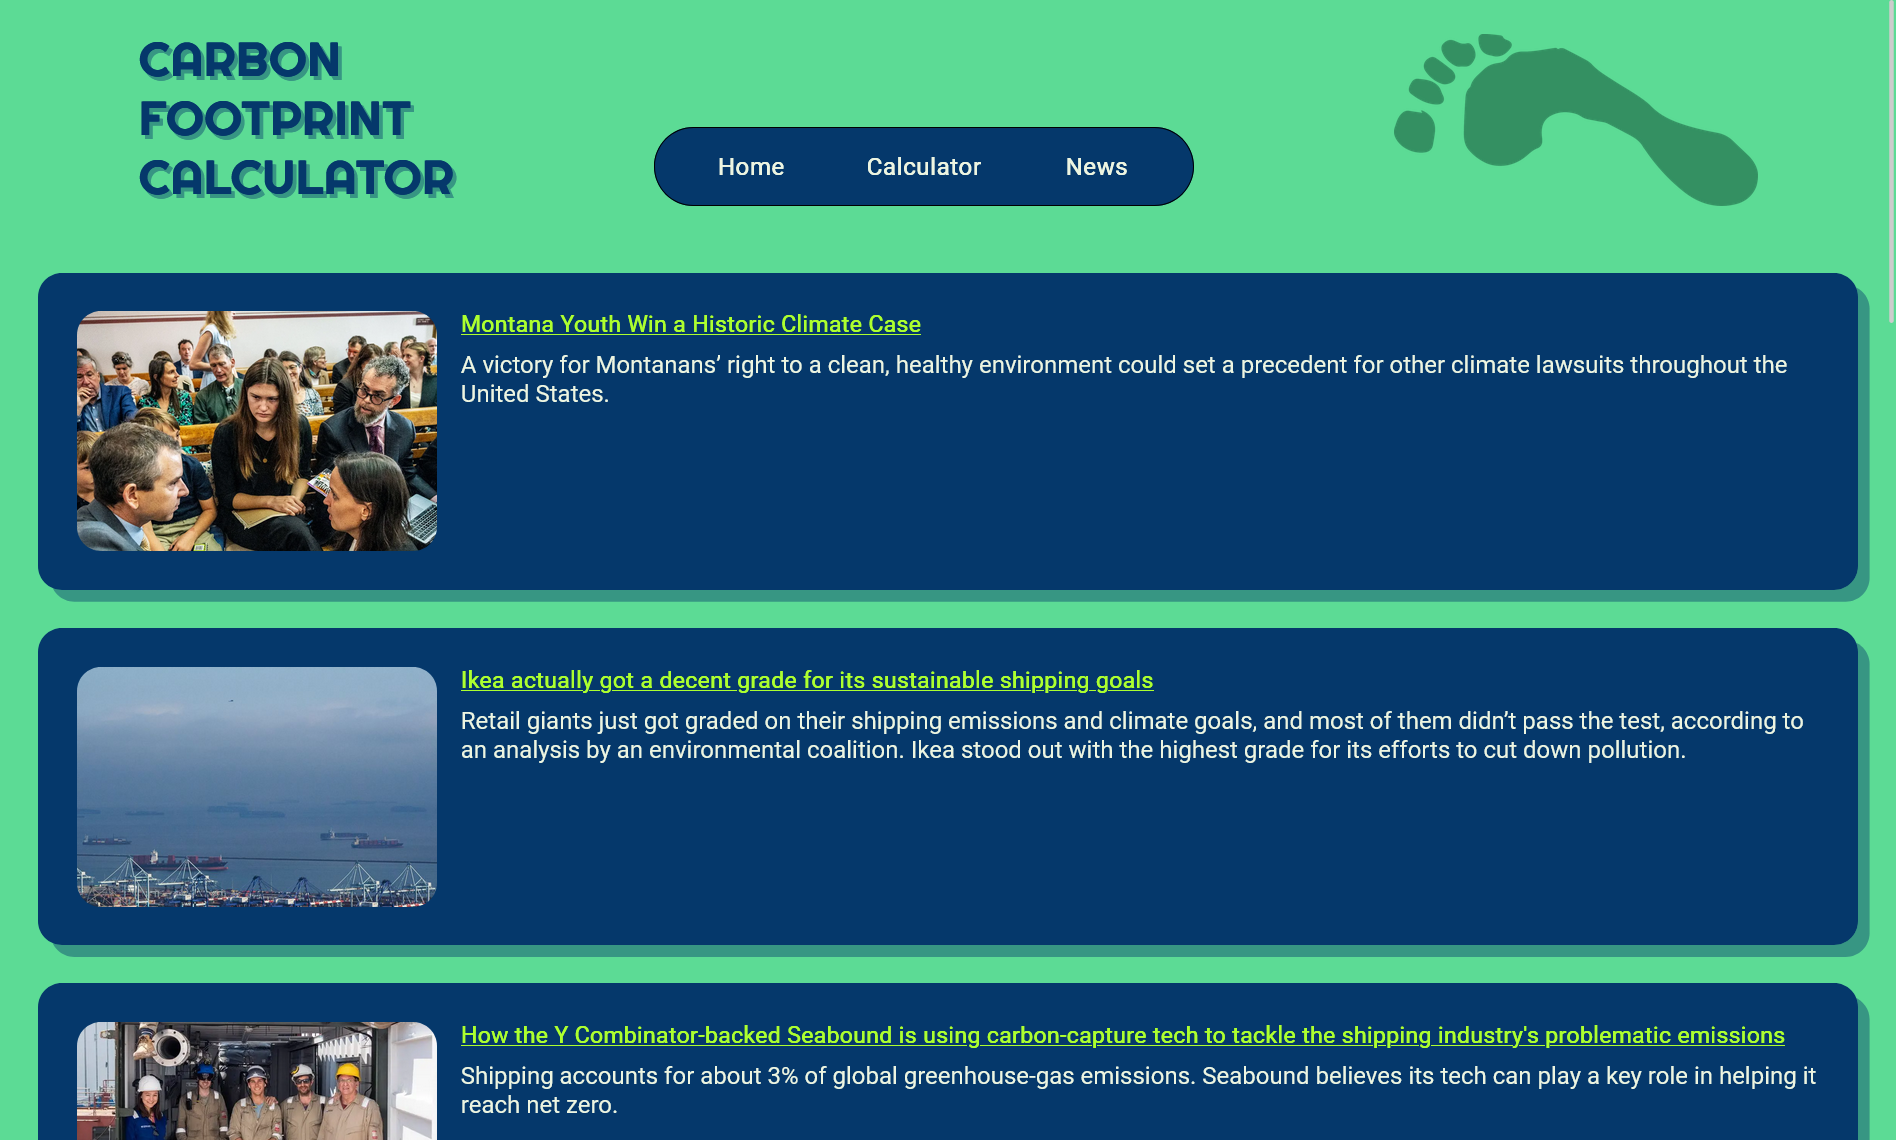 CARBON
FOOTPRINT
CALCULATOR
Home Calculator News
Montana Youth Win a Historic Climate Case
A victory for Montanans’ right to a clean, healthy environment could set a precedent for other climate lawsuits throughout the
United States.
Ikea actually got a decent grade for its sustainable shipping goals
Retail giants just got graded on their shipping emissions and climate goals, and most of them didn’t pass the test, according to
an analysis by an environmental coalition. Ikea stood out with the highest grade for its efforts to cut down pollution.
How the Y Combinator-backed Seabound is using carbon-capture tech to tackle the shipping industry's problematic emissions
Shipping accounts for about 3% of global greenhouse-gas emissions. Seabound believes its tech can play a key role in helping it
reach net zero.